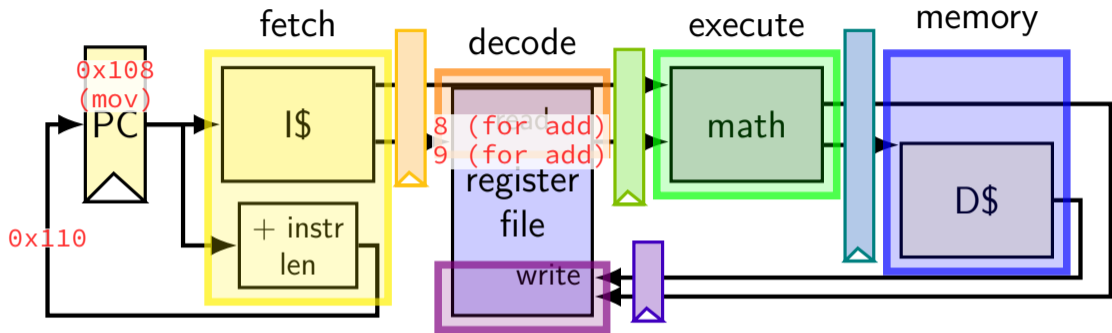 fetch
decode
execute
memory
0x108
(mov)
PC
I$
read
8 (for add)
9 (for add)
math
register
file
D$
+ instr
len
0x110
write